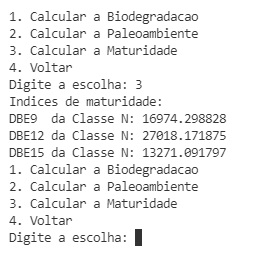 1. Calcular a Biodegradacao
2. Calcular a Paleoambiente
3. Calcular a Maturidade
4. Voltar
Digite a escolha: 3
Indices de maturidade:
DBE9  da Classe N: 16974.298828
DBE12 da Classe N: 27018.171875
DBE15 da Classe N: 13271.091797
1. Calcular a Biodegradacao
2. Calcular a Paleoambiente
3. Calcular a Maturidade
4. Voltar
Digite a escolha: